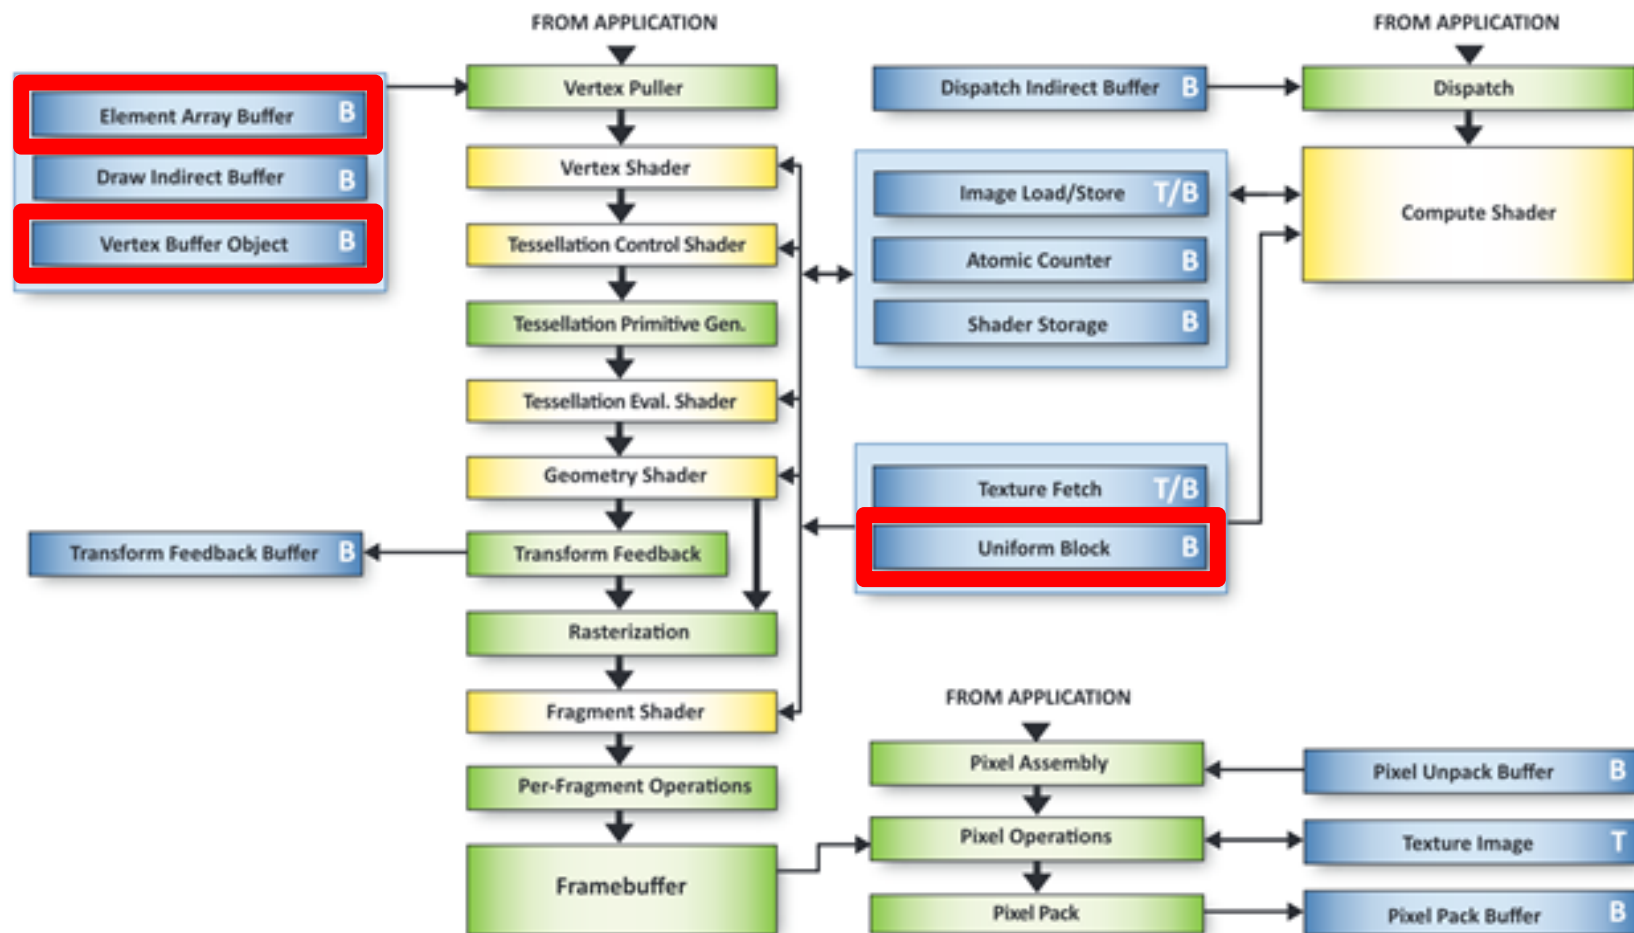 FROM APPLICATION
FROM APPLICATION
Element Array Buffer B
Draw Indirect Buffer B
Vertex Buffer Object B
Vertex Puller
Vertex Shader
Tessellation Control Shader
Tessellation Primitive Gen.
Tessellation Eval. Shader
Geometry Shader
Transform Feedback Buffer B
Transform Feedback
Rasterization
Fragment Shader
Per-Fragment Operations
Framebuffer
Dispatch Indirect Buffer B
Dispatch
Image Load/Store T/B
Atomic Counter B
Shader Storage B
Compute Shader
Texture Fetch T/B
Uniform Block B
FROM APPLICATION
Pixel Assembly
Pixel Unpack Buffer B
Pixel Operations
Texture Image T
Pixel Pack
Pixel Pack Buffer B